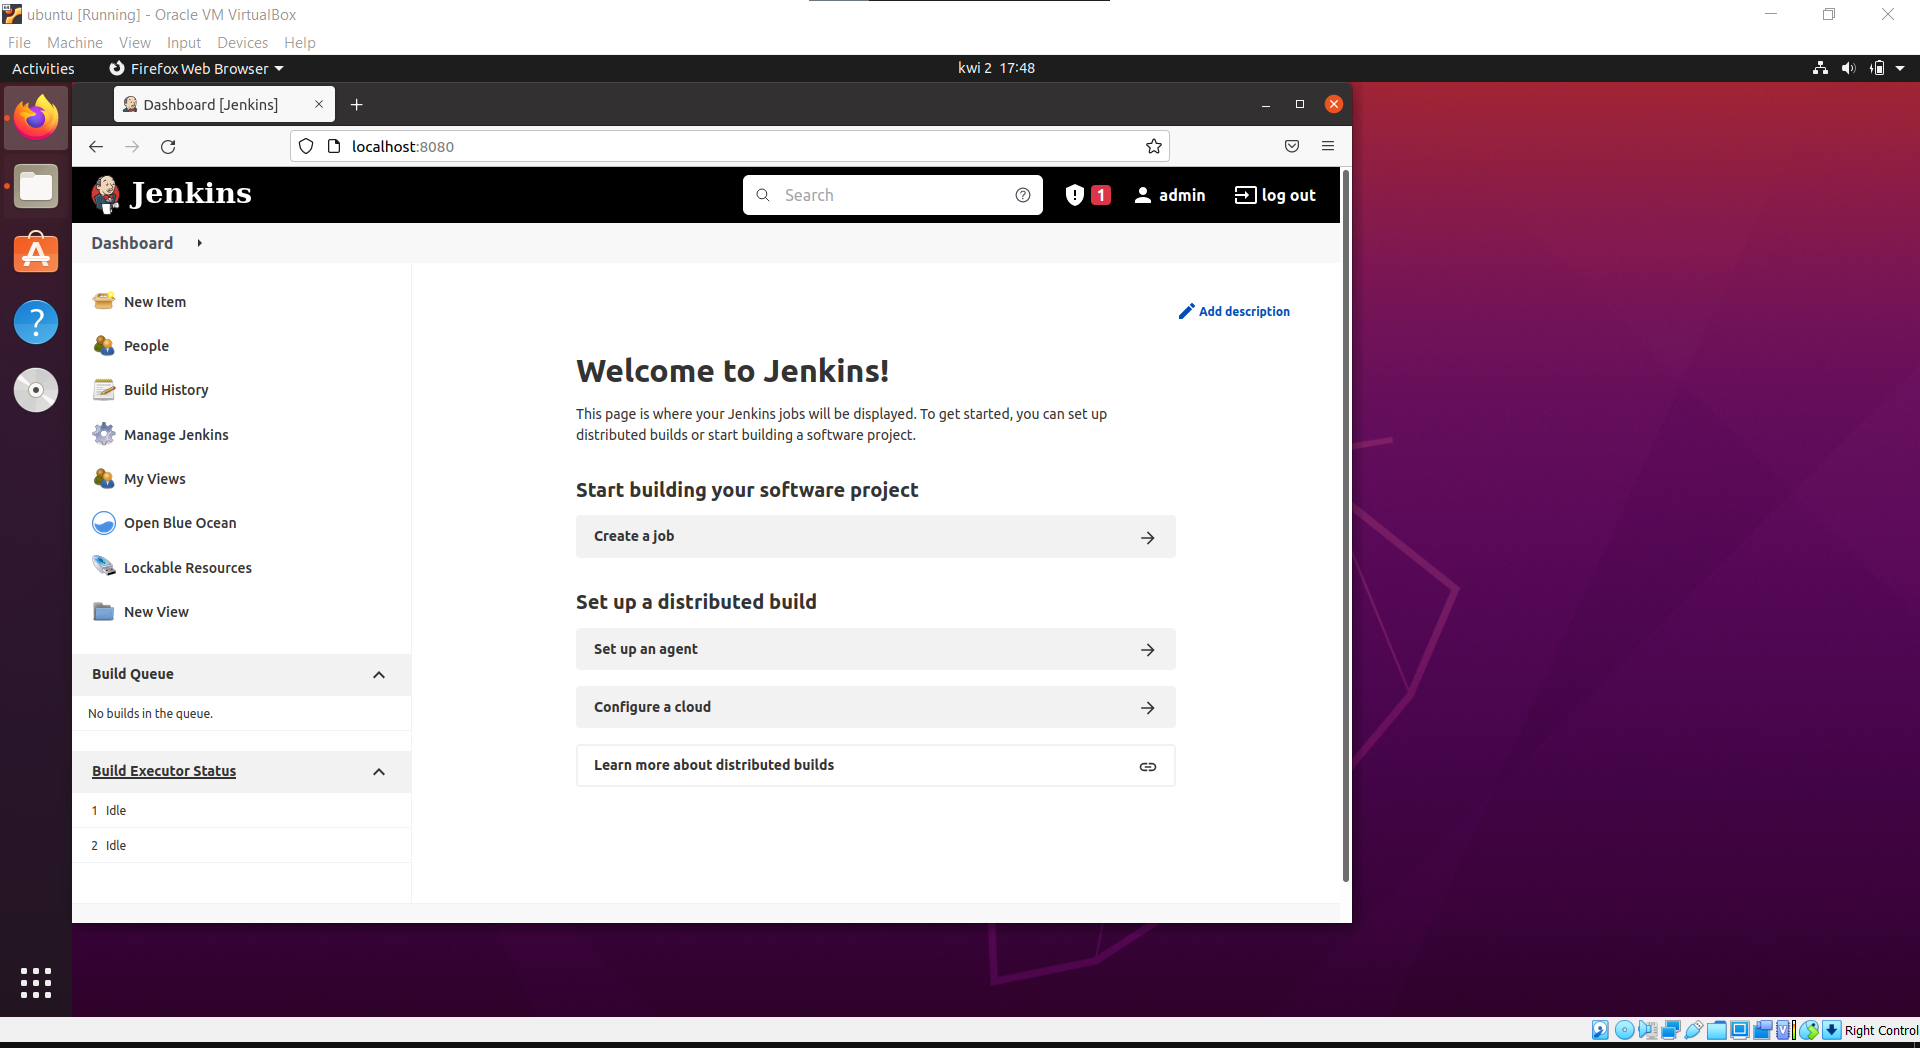 ubuntu [Running] - Oracle VM VirtualBox
File Machine View Input Devices Help
Activities Firefox Web Browser kwi 2 17:48
Dashboard [Jenkins]
localhost:8080
Jenkins Search 1 admin log out
Dashboard
New Item
People
Build History
Manage Jenkins
My Views
Open Blue Ocean
Lockable Resources
New View
Build Queue
No builds in the queue.
Build Executor Status
1 Idle
2 Idle
Add description
Welcome to Jenkins!
This page is where your Jenkins jobs will be displayed. To get started, you can set up
distributed builds or start building a software project.
Start building your software project
Create a job
Set up a distributed build
Set up an agent
Configure a cloud
Learn more about distributed builds
Right Control